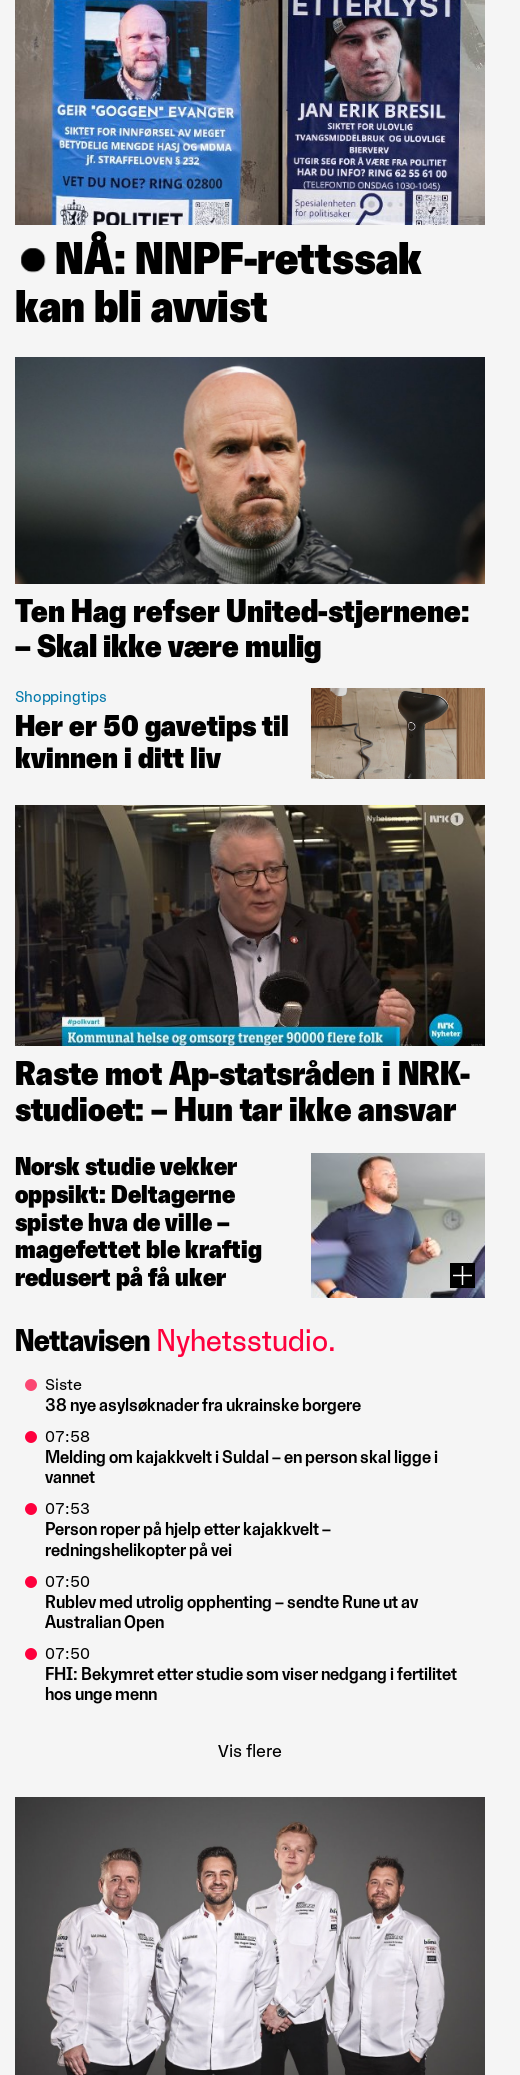 ETTERLYST
GEIR "GOGGEN" EVANGER
SIKTET FOR INNFØRSEL AV MEGET
BETYDELIG MENGDE HASJ OG MDMA
jf. STRAFFELOVEN § 232
VET DU NOE? RING 02800
POLITIET
JAN ERIK BRESIL
SIKTET FOR ULOVLIG
TVANGSMIDDELBRUK OG ULOVLIGE
BIERVERV
UTGIR SEG FOR Å VÆRE FRA POLITIET
HAR DU INFO? RING 62 55 61 00
(TELEFONTID ONSDAG 1030-1045)
Spesialenheten
for politisaker
NÅ: NNPF-rettssak
kan bli avvist
Ten Hag refser United-stjernene:
– Skal ikke være mulig
Shoppingtips
Her er 50 gavetips til
kvinnen i ditt liv
Nyhetsmorgen | NRK 1
#polkvart
Kommunal helse og omsorg trenger 90000 flere folk
NRK
Nyheter
Raste mot Ap-statsråden i NRK-
studioet: – Hun tar ikke ansvar
Norsk studie vekker
oppsikt: Deltagerne
spiste hva de ville –
magefettet ble kraftig
redusert på få uker
Nettavisen Nyhetsstudio.
Siste
38 nye asylsøknader fra ukrainske borgere
07:58
Melding om kajakkvelt i Suldal – en person skal ligge i
vannet
07:53
Person roper på hjelp etter kajakkvelt –
redningshelikopter på vei
07:50
Rublev med utrolig opphenting – sendte Rune ut av
Australian Open
07:50
FHI: Bekymret etter studie som viser nedgang i fertilitet
hos unge menn
Vis flere